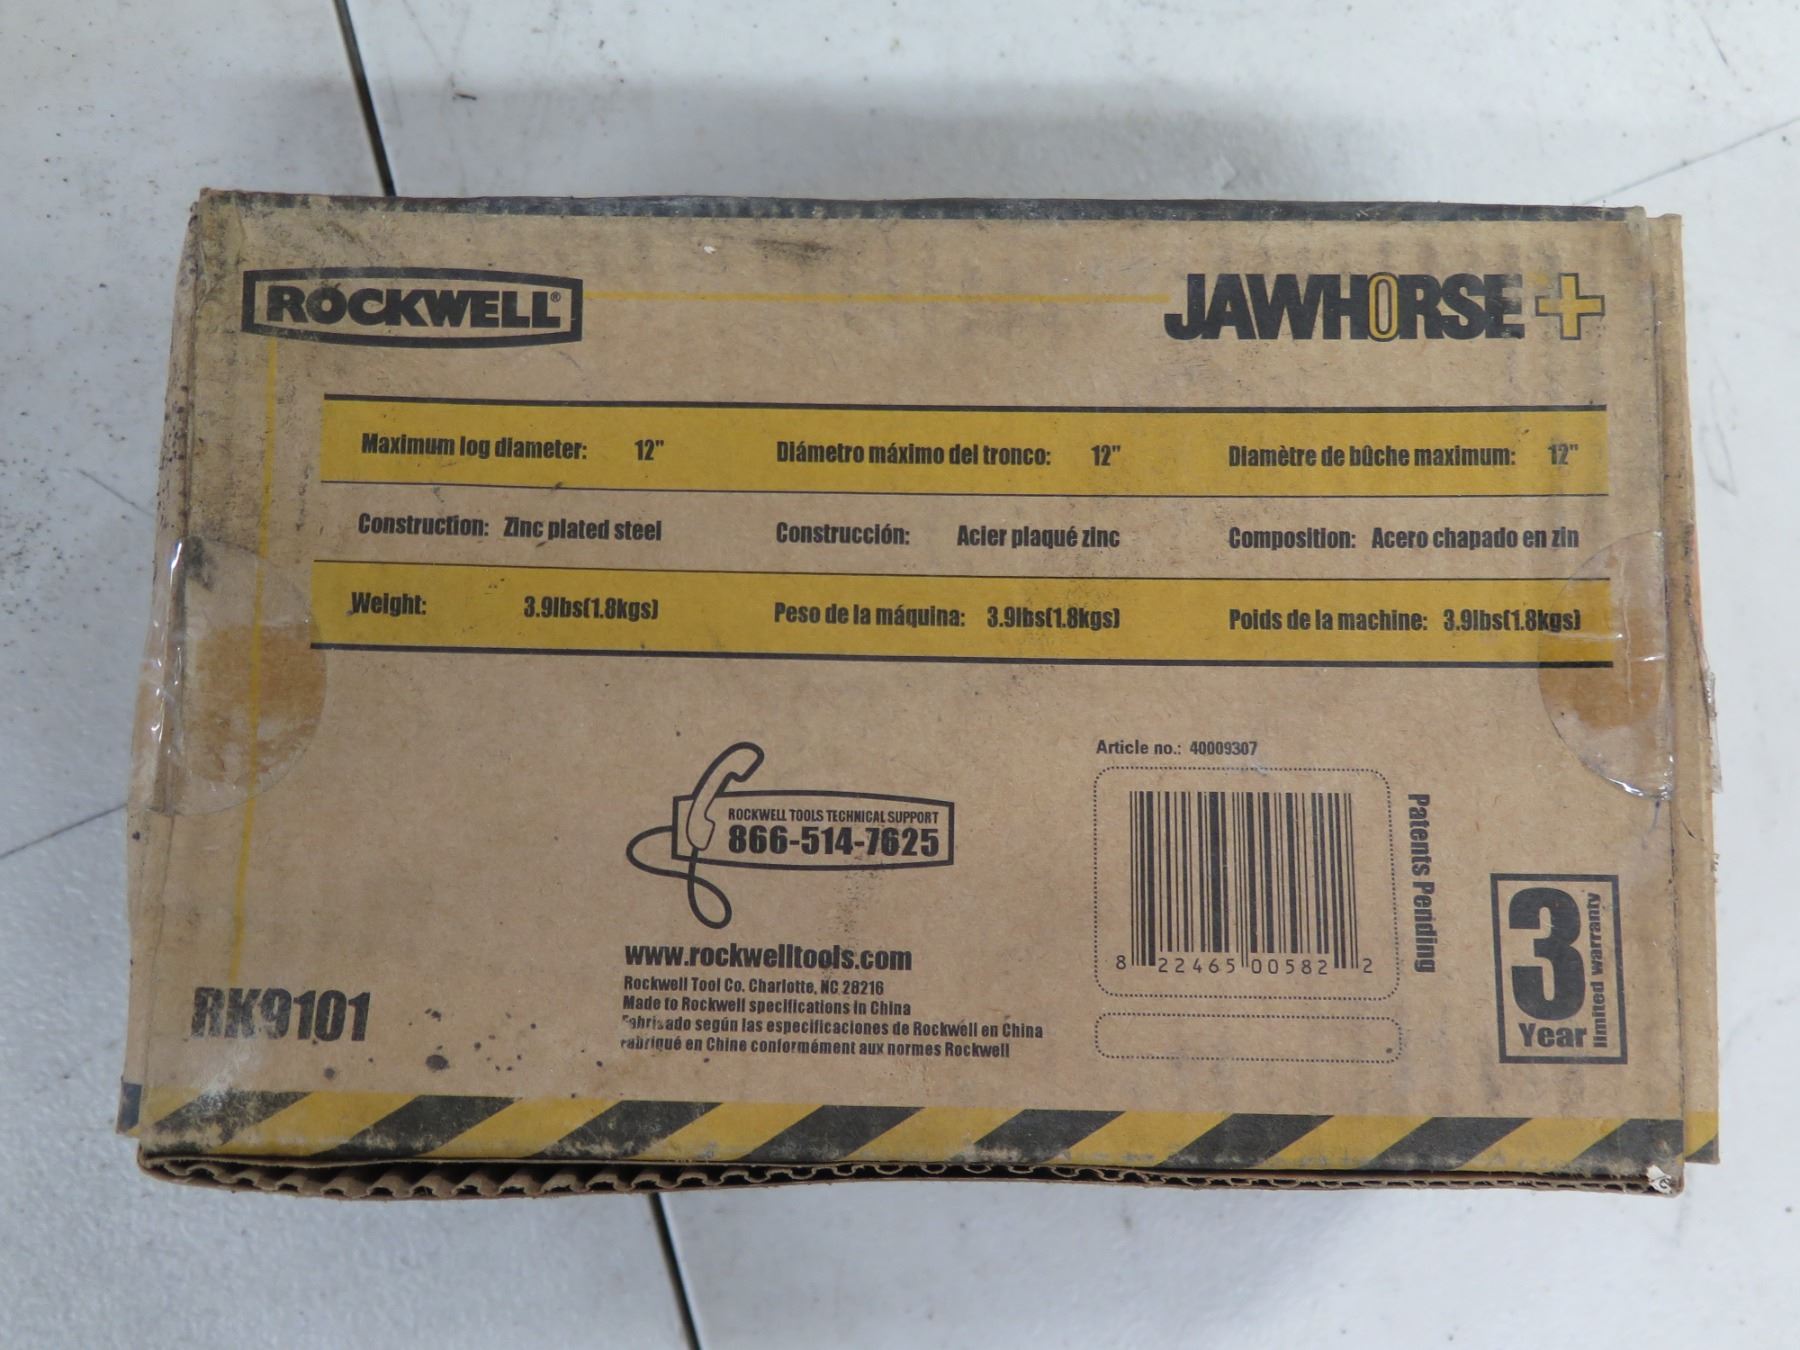 ROCKWELL®
JAWHORSE+
Maximum log diameter: 12" Diámetro máximo del tronco: 12" Diamètre de bûche maximum: 12"
Construction: Zinc plated steel Construcción: Acier plaqué zinc Composition: Acero chapado en zin
Weight: 3.9lbs(1.8kgs) Peso de la máquina: 3.9lbs(1.8kgs) Poids de la machine: 3.9lbs(1.8kgs)
ROCKWELL TOOLS TECHNICAL SUPPORT
866-514-7625
www.rockwelltools.com
Rockwell Tool Co. Charlotte, NC 28216
Made to Rockwell specifications in China
Fabrisado según las especificaciones de Rockwell en China
Fabriqué en Chine conformément aux normes Rockwell
RK9101
Article no.: 40009307
8 22465 00582 2
Patents Pending
3
Year
limited warranty